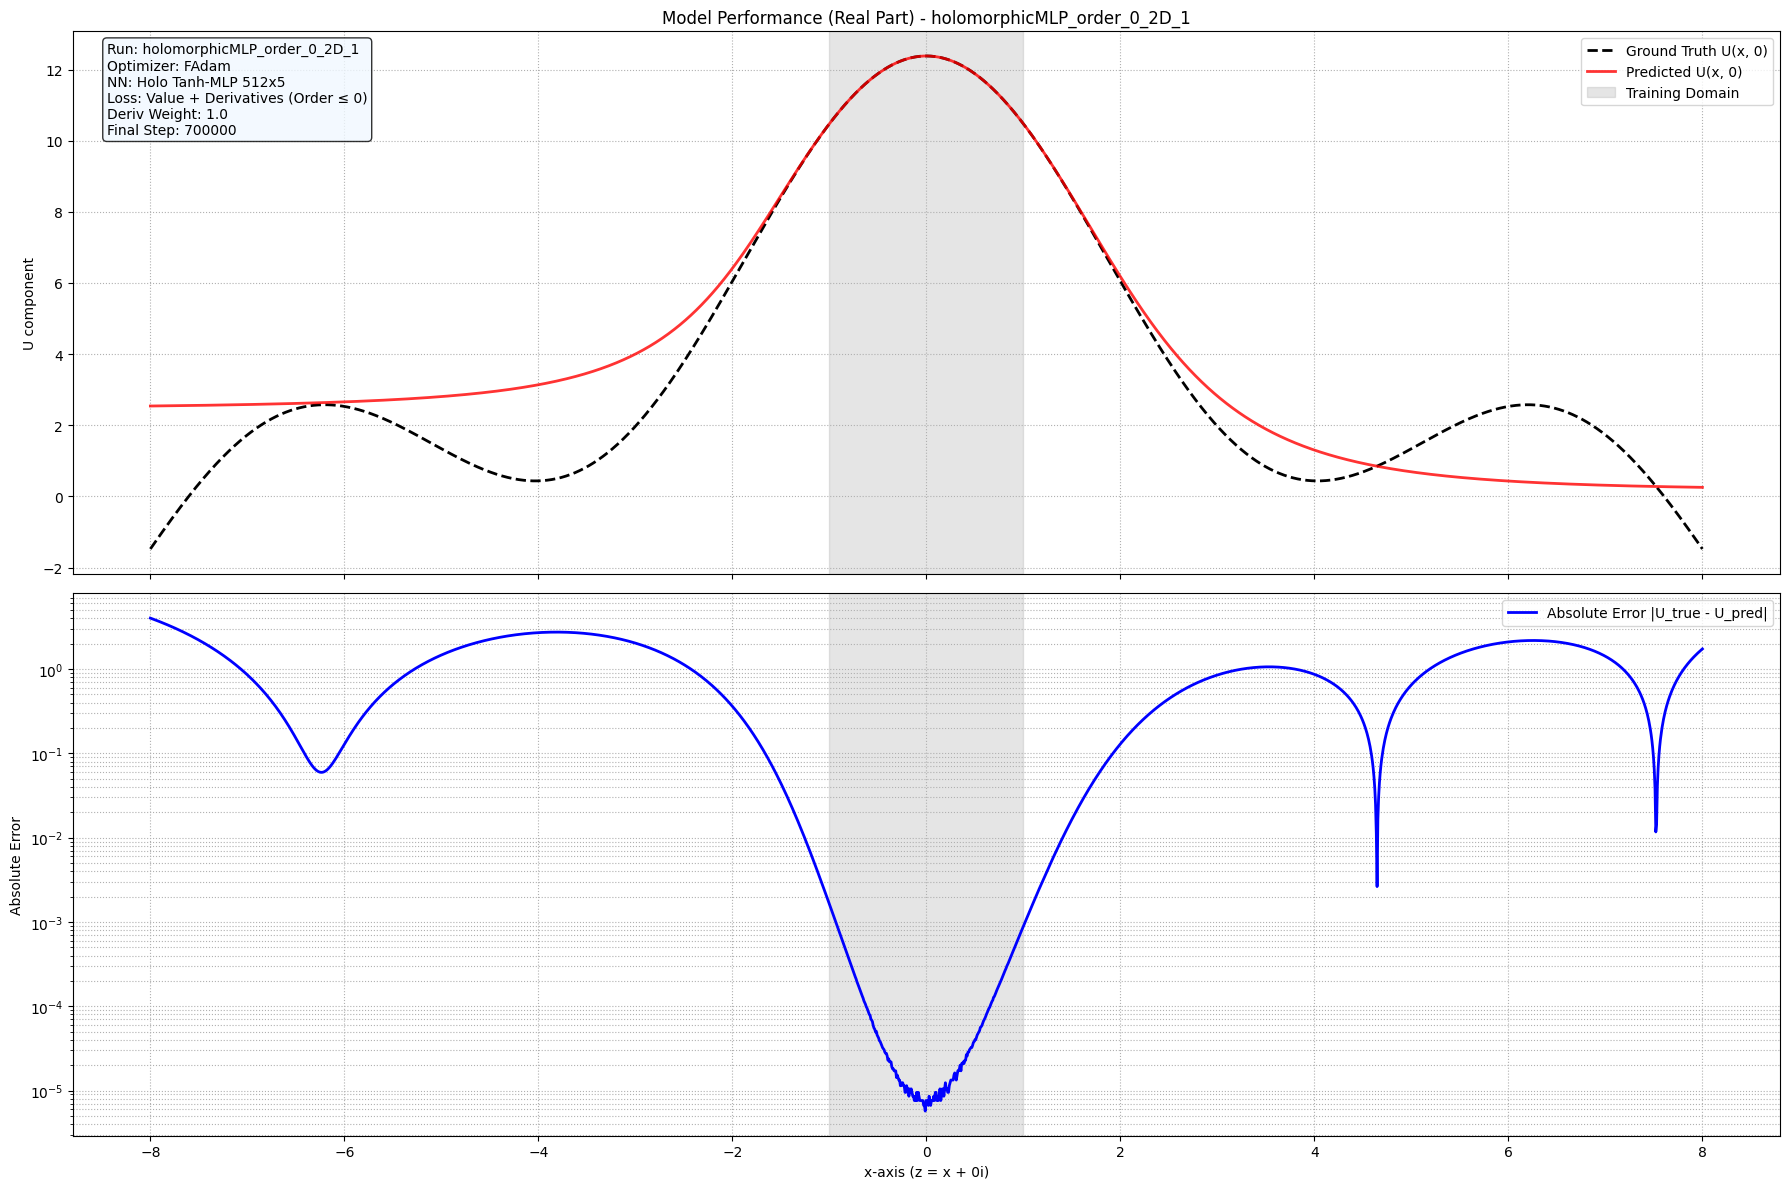 Model Performance (Real Part) - holomorphicMLP_order_0_2D_1
Run: holomorphicMLP_order_0_2D_1
Optimizer: FAdam
NN: Holo Tanh-MLP 512x5
Loss: Value + Derivatives (Order ≤ 0)
Deriv Weight: 1.0
Final Step: 700000
Ground Truth U(x, 0)
Predicted U(x, 0)
Training Domain
12
10
8
6
4
2
0
−2
U component
Absolute Error |U_true - U_pred|
10⁰
10⁻¹
10⁻²
10⁻³
10⁻⁴
10⁻⁵
Absolute Error
−8 −6 −4 −2 0 2 4 6 8
x-axis (z = x + 0i)